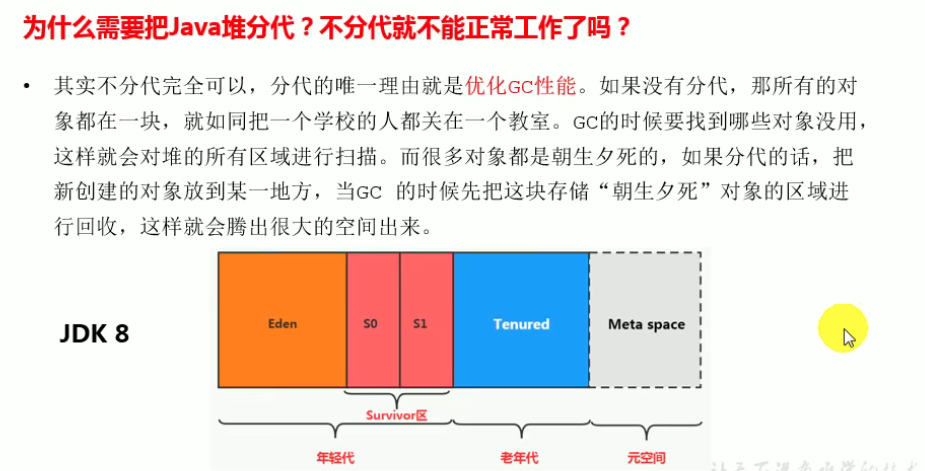 为什么需要把Java堆分代？不分代就不能正常工作了吗？
• 其实不分代完全可以，分代的唯一理由就是优化GC性能。如果没有分代，那所有的对
象都在一块，就如同把一个学校的人都关在一个教室。GC的时候要找到哪些对象没用，
这样就会对堆的所有区域进行扫描。而很多对象都是朝生夕死的，如果分代的话，把
新创建的对象放到某一地方，当GC 的时候先把这块存储“朝生夕死”对象的区域进
行回收，这样就会腾出很大的空间出来。
JDK 8
Eden
S0
S1
Tenured
Meta space
Survivor区
年轻代
老年代
元空间